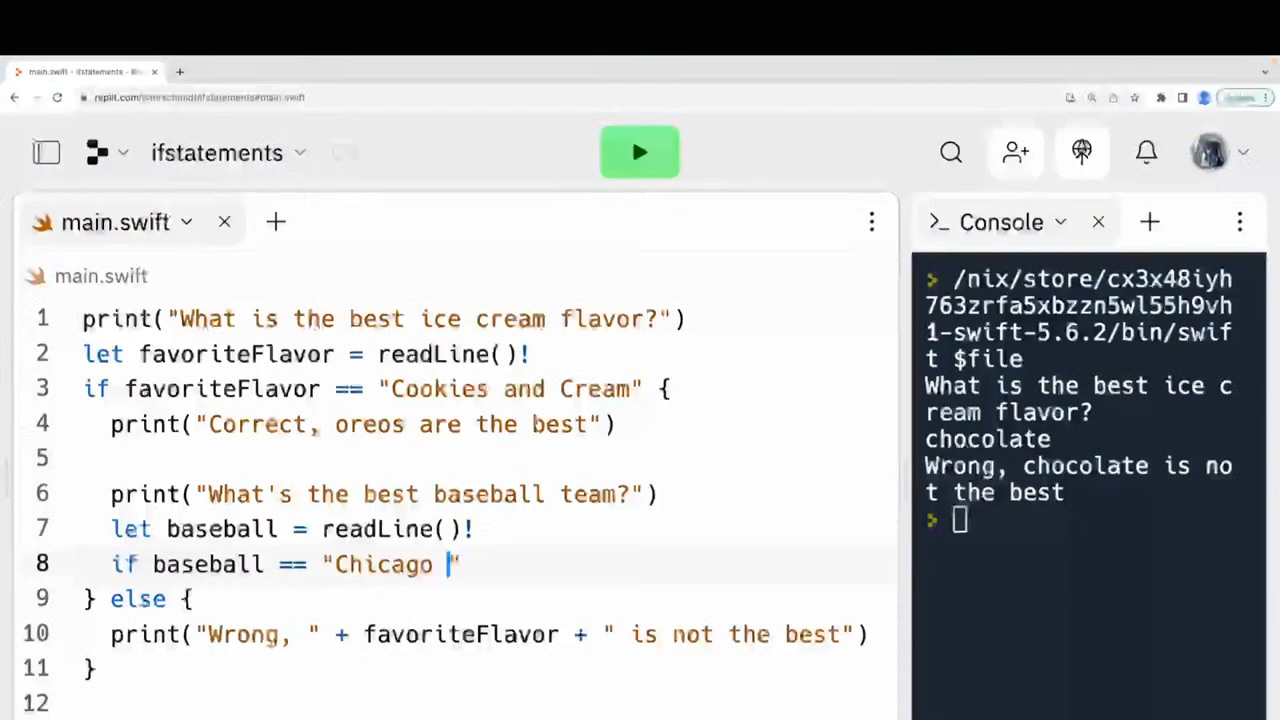 main.swift - ifstatements -
replit.com/
ifstatements
main.swift
Console
main.swift
1 print("What is the best ice cream flavor?")
2 let favoriteFlavor = readLine()!
3 if favoriteFlavor == "Cookies and Cream" {
4 print("Correct, oreos are the best")
5
6 print("What's the best baseball team?")
7 let baseball = readLine()!
8 if baseball == "Chicago "
9 } else {
10 print("Wrong, " + favoriteFlavor + " is not the best")
11 }
12
> /nix/store/cx3x48iyh
763zrfa5xbzzn5wl55h9vh
1-swift-5.6.2/bin/swif
t $file
What is the best ice c
ream flavor?
chocolate
Wrong, chocolate is no
t the best
>